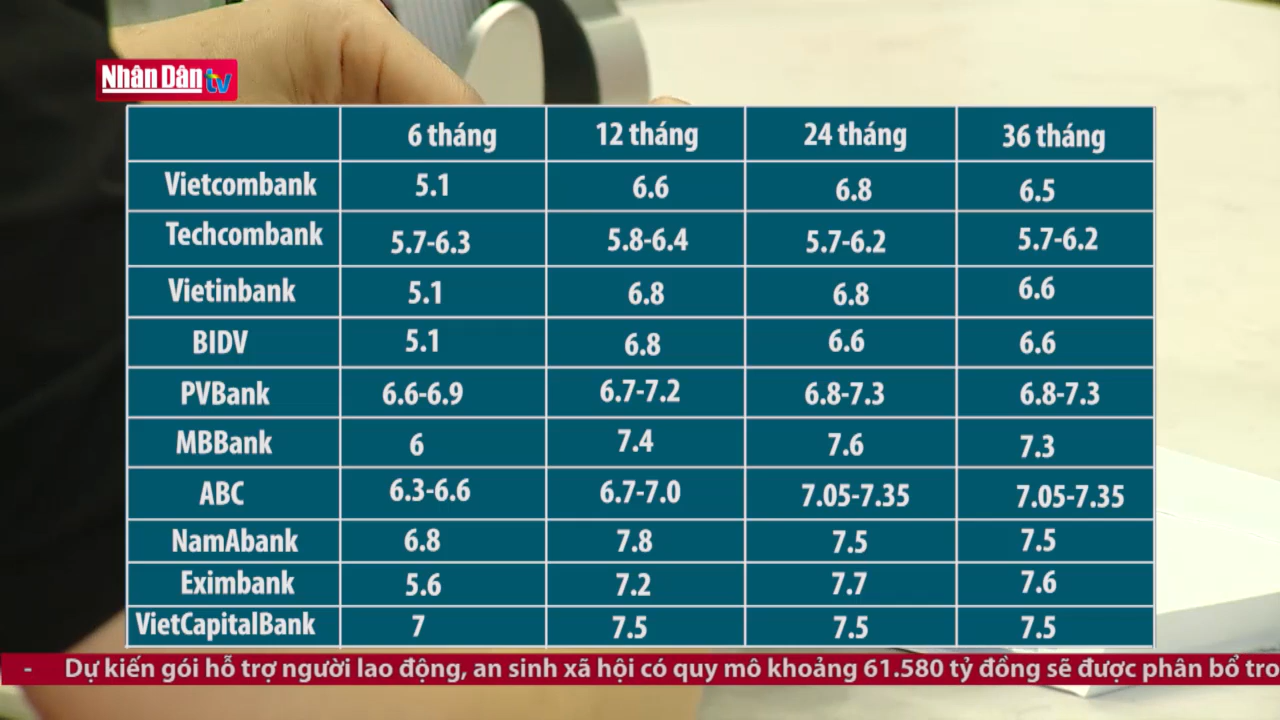 Nhân Dân tv
6 tháng 12 tháng 24 tháng 36 tháng
Vietcombank 5.1 6.6 6.8 6.5
Techcombank 5.7-6.3 5.8-6.4 5.7-6.2 5.7-6.2
Vietinbank 5.1 6.8 6.8 6.6
BIDV 5.1 6.8 6.6 6.6
PVBank 6.6-6.9 6.7-7.2 6.8-7.3 6.8-7.3
MBBank 6 7.4 7.6 7.3
ABC 6.3-6.6 6.7-7.0 7.05-7.35 7.05-7.35
NamAbank 6.8 7.8 7.5 7.5
Eximbank 5.6 7.2 7.7 7.6
VietCapitalBank 7 7.5 7.5 7.5
- Dự kiến gói hỗ trợ người lao động, an sinh xã hội có quy mô khoảng 61.580 tỷ đồng sẽ được phân bổ tro